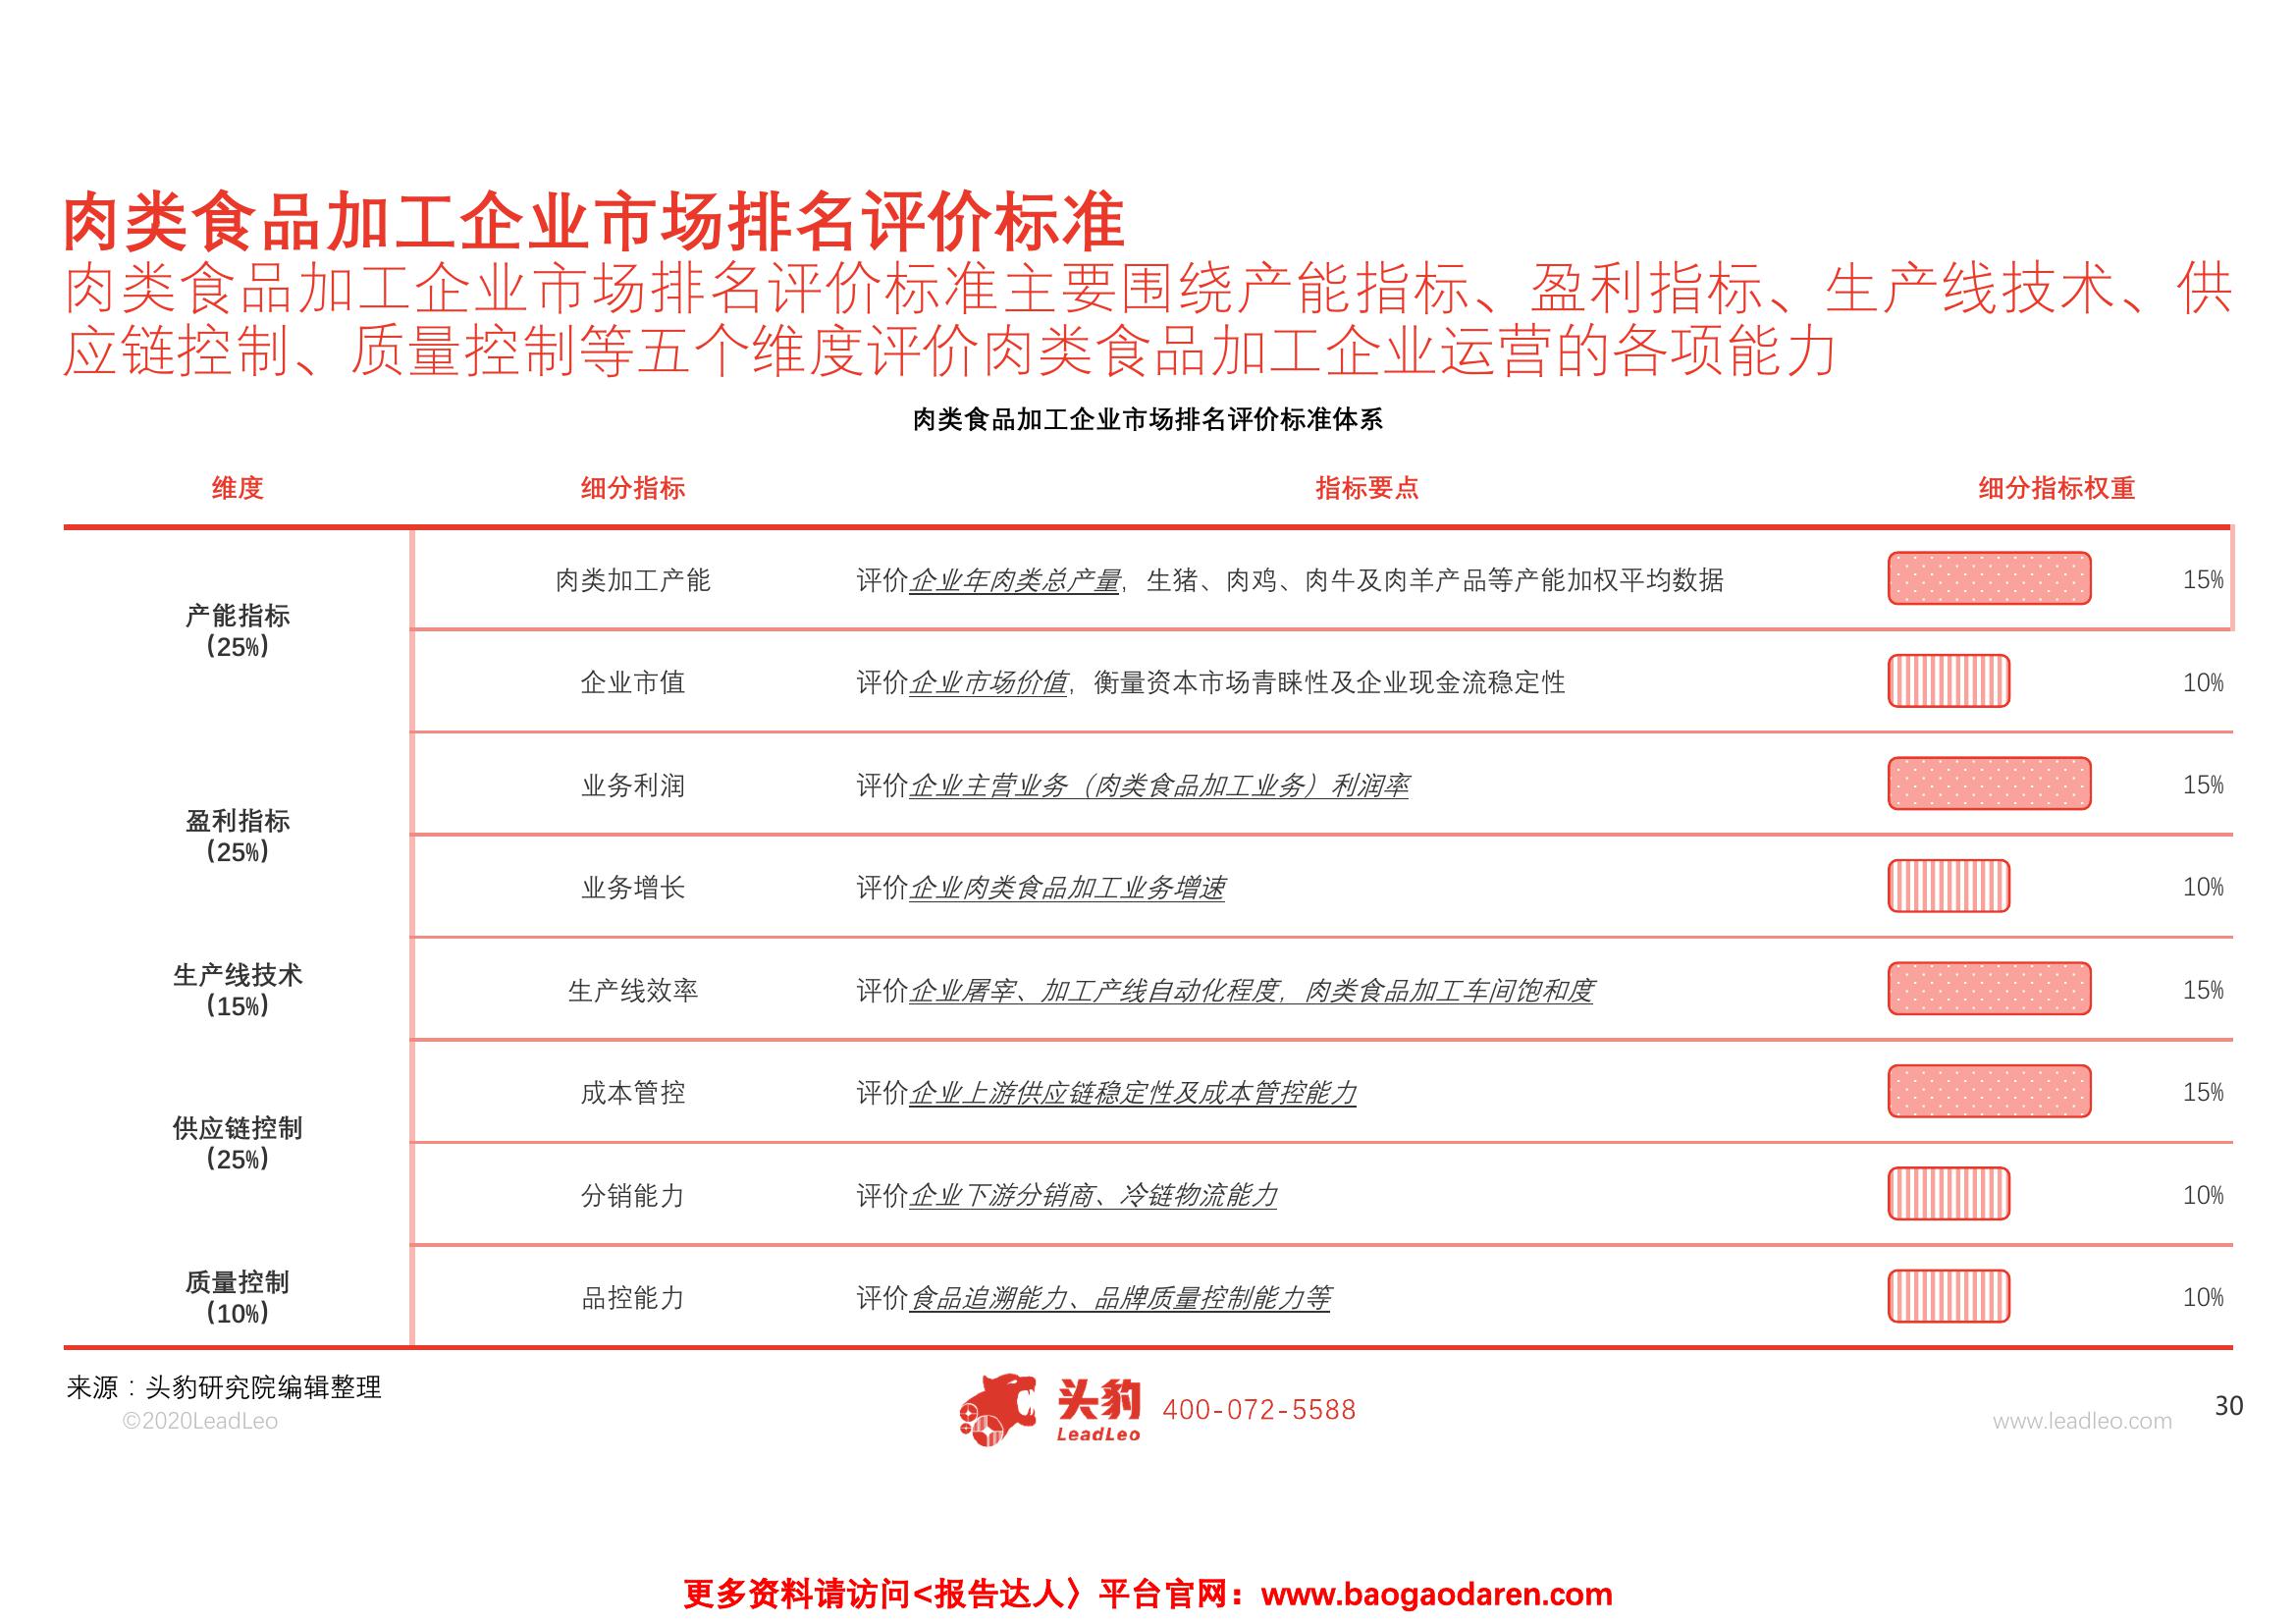 肉类食品加工企业市场排名评价标准
肉类食品加工企业市场排名评价标准主要围绕产能指标、盈利指标、生产线技术、供
应链控制、质量控制等五个维度评价肉类食品加工企业运营的各项能力
肉类食品加工企业市场排名评价标准体系
维度 细分指标 指标要点 细分指标权重
产能指标
(25%)
肉类加工产能 评价企业年肉类总产量，生猪、肉鸡、肉牛及肉羊产品等产能加权平均数据 15%
企业市值 评价企业市场价值，衡量资本市场青睐性及企业现金流稳定性 10%
盈利指标
(25%)
业务利润 评价企业主营业务（肉类食品加工业务）利润率 15%
业务增长 评价企业肉类食品加工业务增速 10%
生产线技术
(15%)
生产线效率 评价企业屠宰、加工产线自动化程度，肉类食品加工车间饱和度 15%
供应链控制
(25%)
成本管控 评价企业上游供应链稳定性及成本管控能力 15%
分销能力 评价企业下游分销商、冷链物流能力 10%
质量控制
(10%)
品控能力 评价食品追溯能力、品牌质量控制能力等 10%
来源：头豹研究院编辑整理
©2020LeadLeo
头豹
LeadLeo
400-072-5588
www.leadleo.com
30
更多资料请访问<报告达人〉平台官网：www.baogaodaren.com